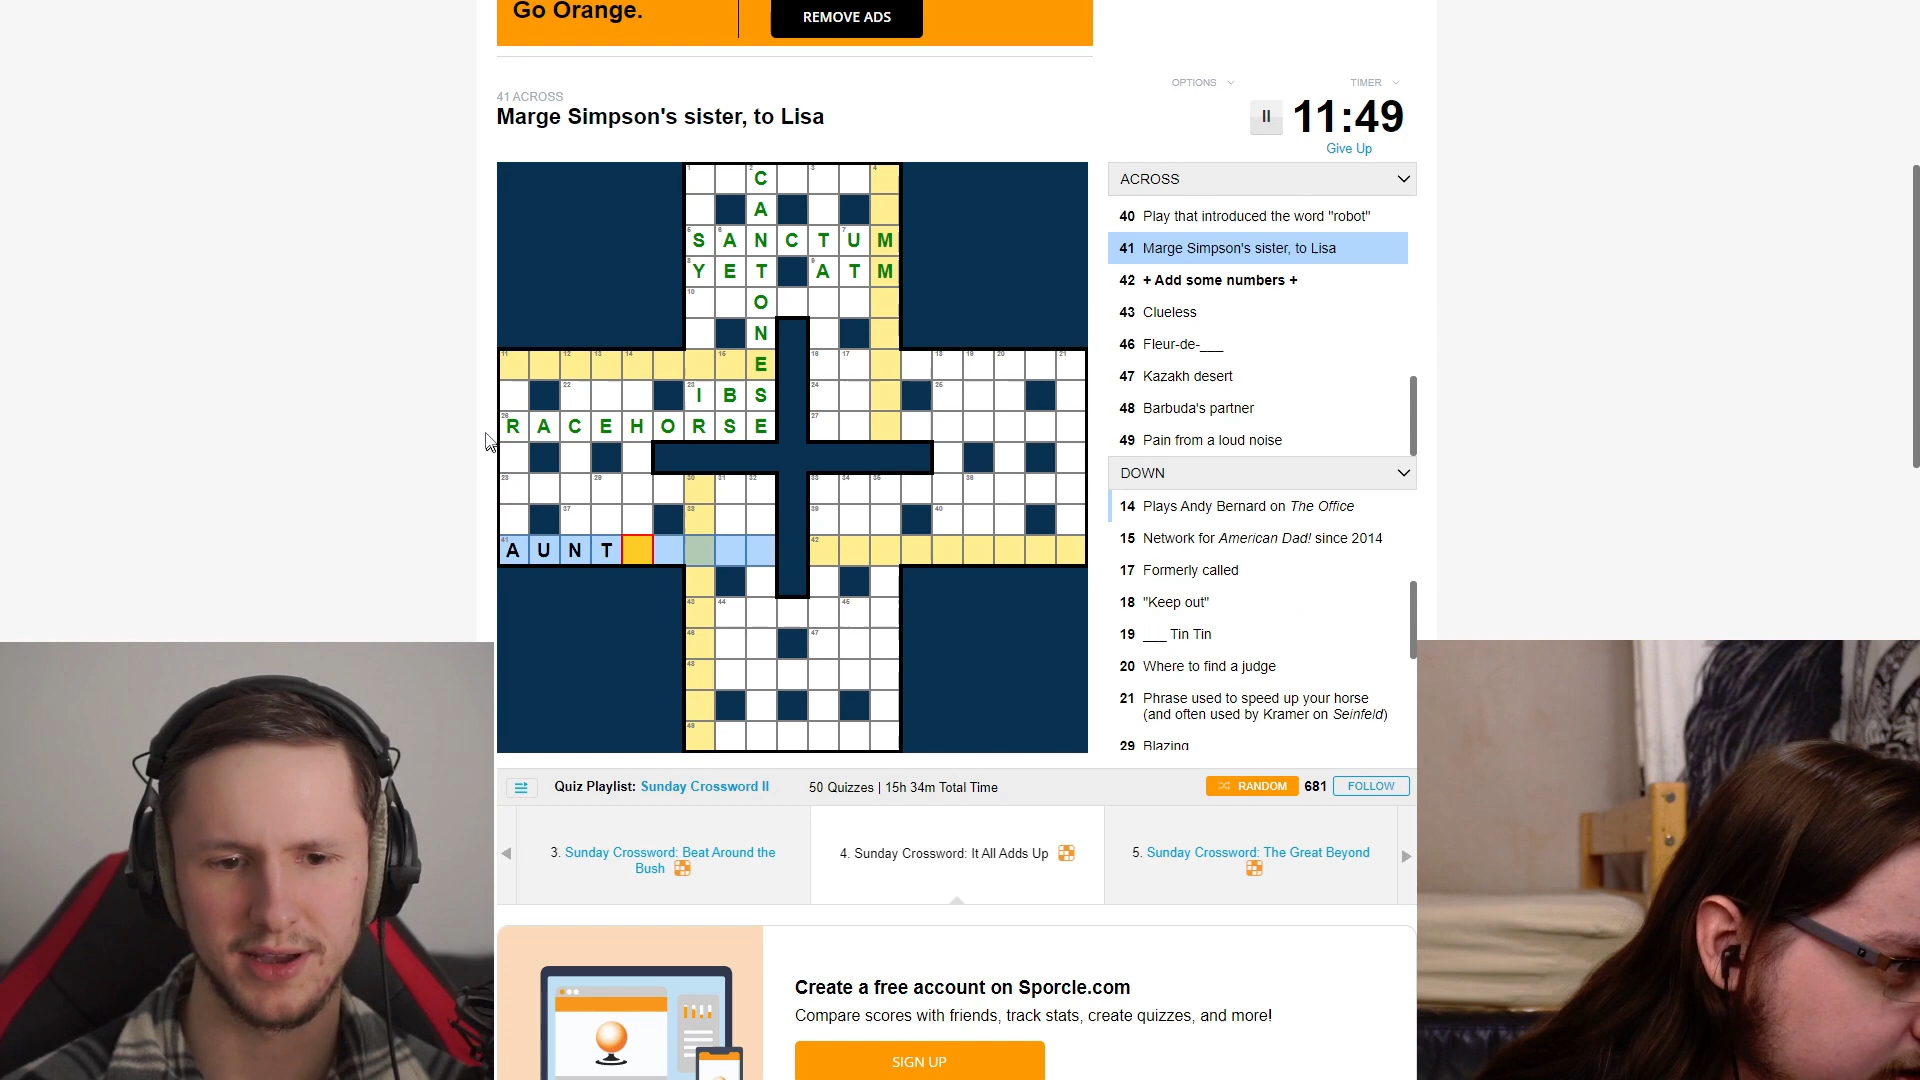 Go Orange.
REMOVE ADS
OPTIONS
TIMER
41 ACROSS
Marge Simpson's sister, to Lisa
11:49
Give Up
ACROSS
40 Play that introduced the word "robot"
41 Marge Simpson's sister, to Lisa
42 + Add some numbers +
43 Clueless
46 Fleur-de-___
47 Kazakh desert
48 Barbuda's partner
49 Pain from a loud noise
DOWN
14 Plays Andy Bernard on The Office
15 Network for American Dad! since 2014
17 Formerly called
18 "Keep out"
19 ___ Tin Tin
20 Where to find a judge
21 Phrase used to speed up your horse
(and often used by Kramer on Seinfeld)
29 Blazing
C
A
S A N C T U M
Y E T A T M
O
N
E
I B S
R A C E H O R S E
A U N T
Quiz Playlist: Sunday Crossword II
50 Quizzes | 15h 34m Total Time
RANDOM
681
FOLLOW
3. Sunday Crossword: Beat Around the
Bush
4. Sunday Crossword: It All Adds Up
5. Sunday Crossword: The Great Beyond
Create a free account on Sporcle.com
Compare scores with friends, track stats, create quizzes, and more!
SIGN UP